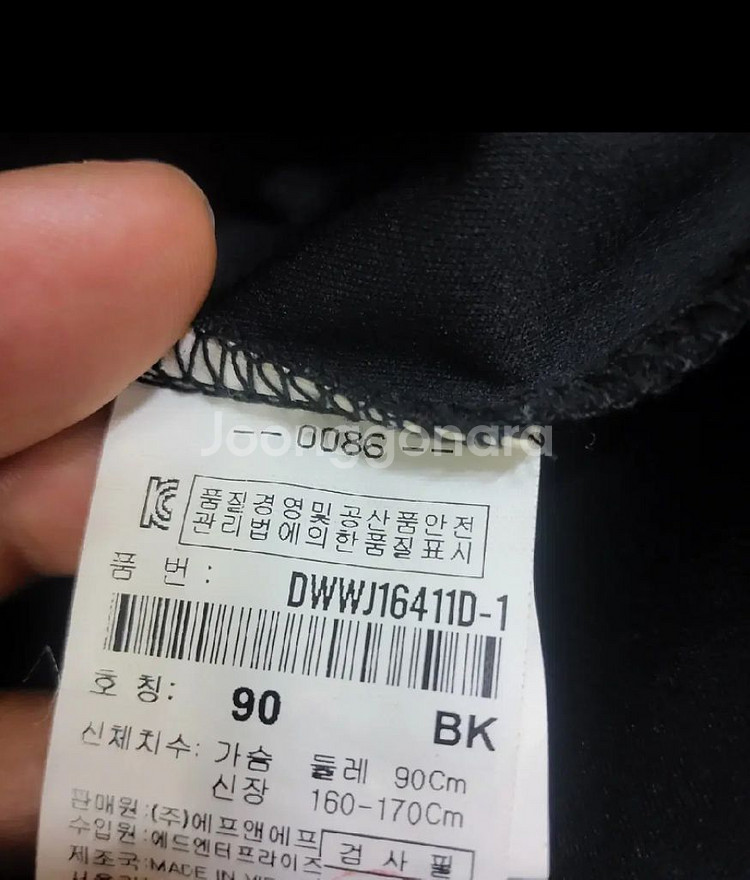 Joonggonara
--0086--
품질경영및공산품안전
관리법에의한품질표시
품 번 :
DWWJ16411D-1
호 칭: 90 BK
신체치수: 가슴 둘레 90Cm
신장 160-170Cm
판매원:(주)에프앤에프
수입원:에드엔터프라이즈
검 사 필
제조국:MADE IN